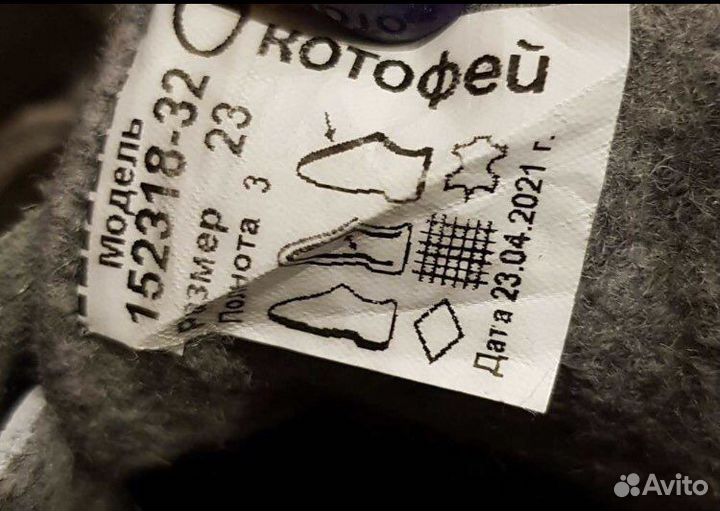 КОТОФЕЙ
Модель
152318-32
Размер 23
Полнота 3
Дата 23.04.2021 г.
Avito